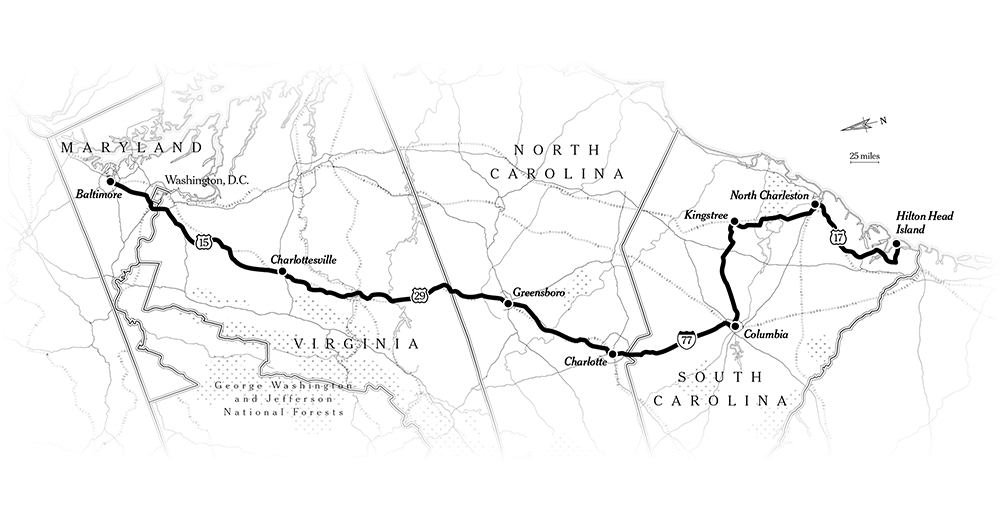 MARYLAND
Washington, D.C.
Baltimore
15
Charlottesville
29
VIRGINIA
George Washington
and Jefferson
National Forests
NORTH
CAROLINA
Greensboro
Charlotte
77
Columbia
SOUTH
CAROLINA
Kingstree
North Charleston
17
Hilton Head
Island
N
25 miles